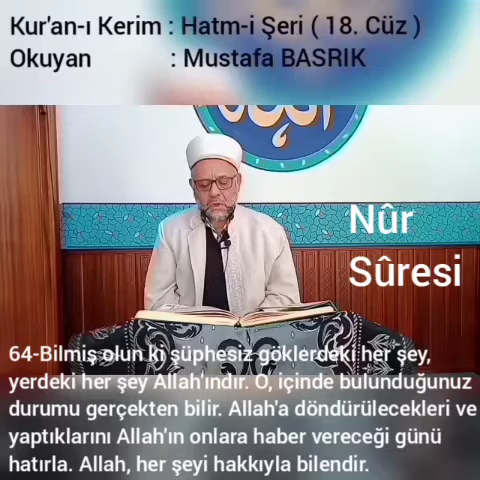 Kur'an-ı Kerim : Hatm-i Şeri ( 18. Cüz )
Okuyan : Mustafa BASRIK
Nûr
Sûresi
64-Bilmiş olun ki şüphesiz göklerdeki her şey,
yerdeki her şey Allah'ındır. O, içinde bulunduğunuz
durumu gerçekten bilir. Allah'a döndürülecekleri ve
yaptıklarını Allah'ın onlara haber vereceği günü
hatırla. Allah, her şeyi hakkıyla bilendir.